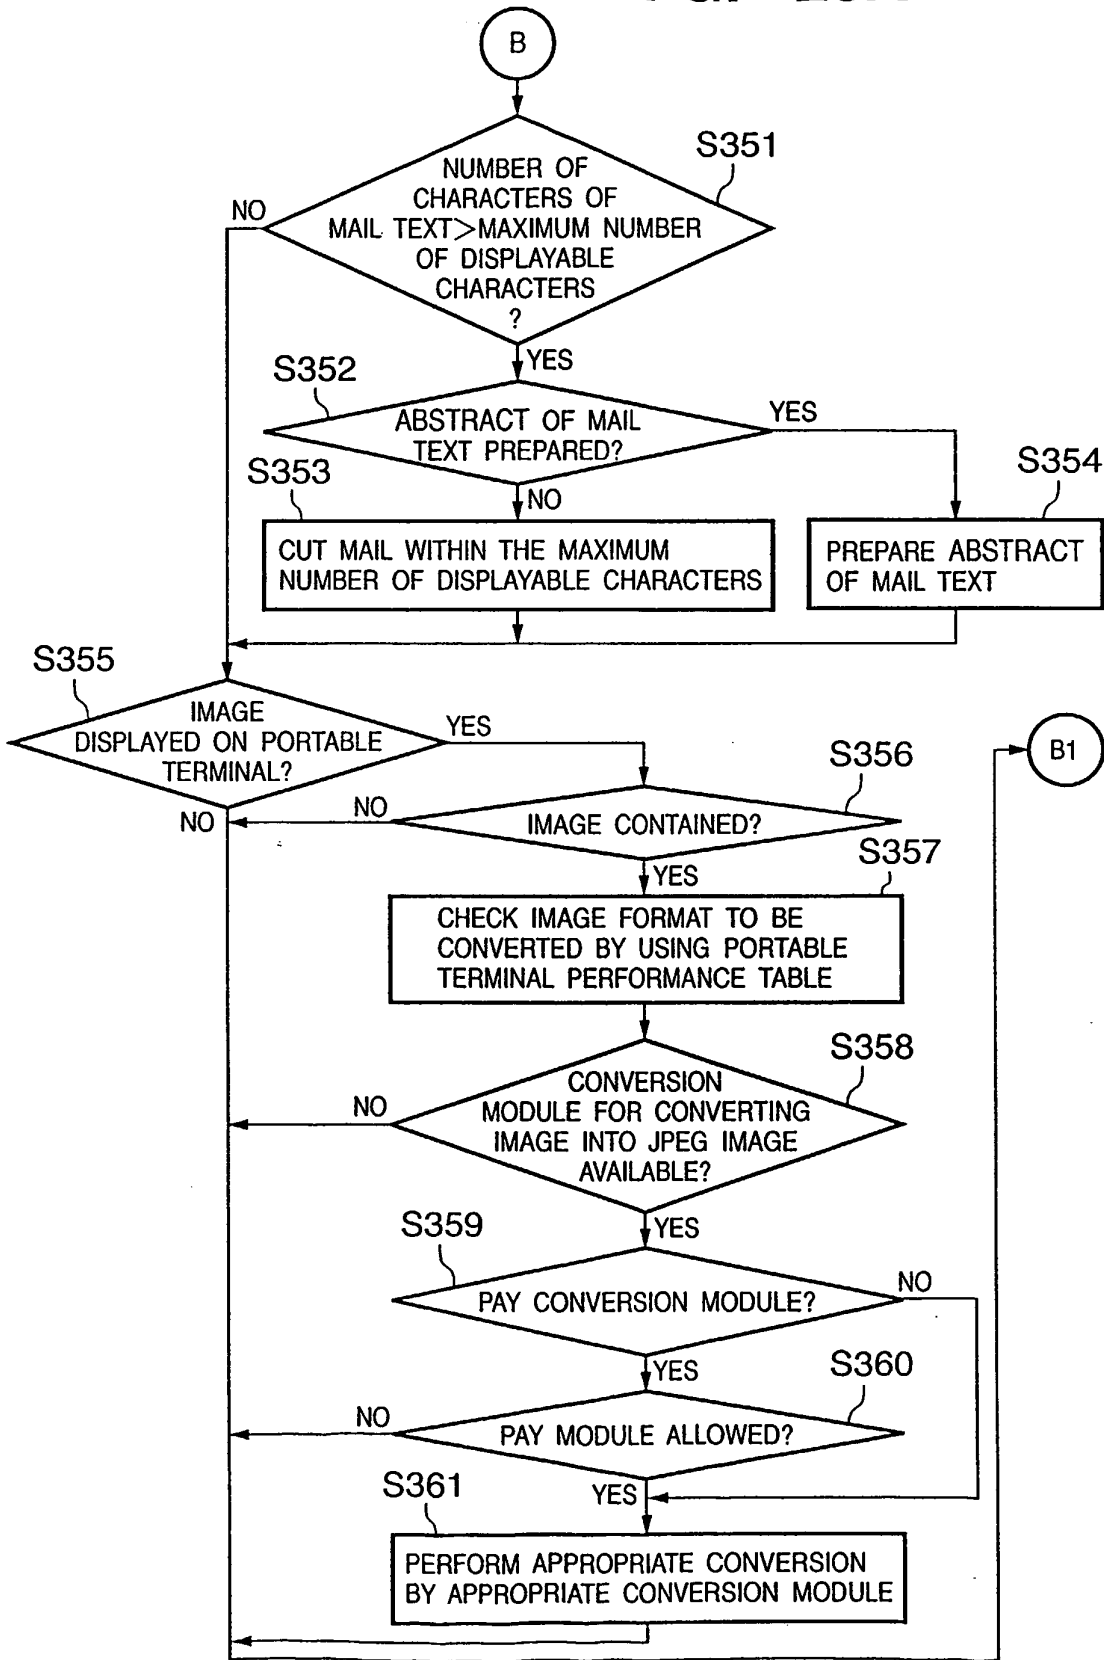 B
S351
NUMBER OF
CHARACTERS OF
MAIL TEXT>MAXIMUM NUMBER
OF DISPLAYABLE
CHARACTERS
?
NO
YES
S352
ABSTRACT OF MAIL
TEXT PREPARED?
YES
S353
NO
S354
CUT MAIL WITHIN THE MAXIMUM
NUMBER OF DISPLAYABLE CHARACTERS
PREPARE ABSTRACT
OF MAIL TEXT
S355
IMAGE
DISPLAYED ON PORTABLE
TERMINAL?
YES
NO
B1
S356
IMAGE CONTAINED?
NO
YES
S357
CHECK IMAGE FORMAT TO BE
CONVERTED BY USING PORTABLE
TERMINAL PERFORMANCE TABLE
S358
CONVERSION
MODULE FOR CONVERTING
IMAGE INTO JPEG IMAGE
AVAILABLE?
NO
YES
S359
PAY CONVERSION MODULE?
NO
YES
S360
PAY MODULE ALLOWED?
NO
YES
S361
PERFORM APPROPRIATE CONVERSION
BY APPROPRIATE CONVERSION MODULE